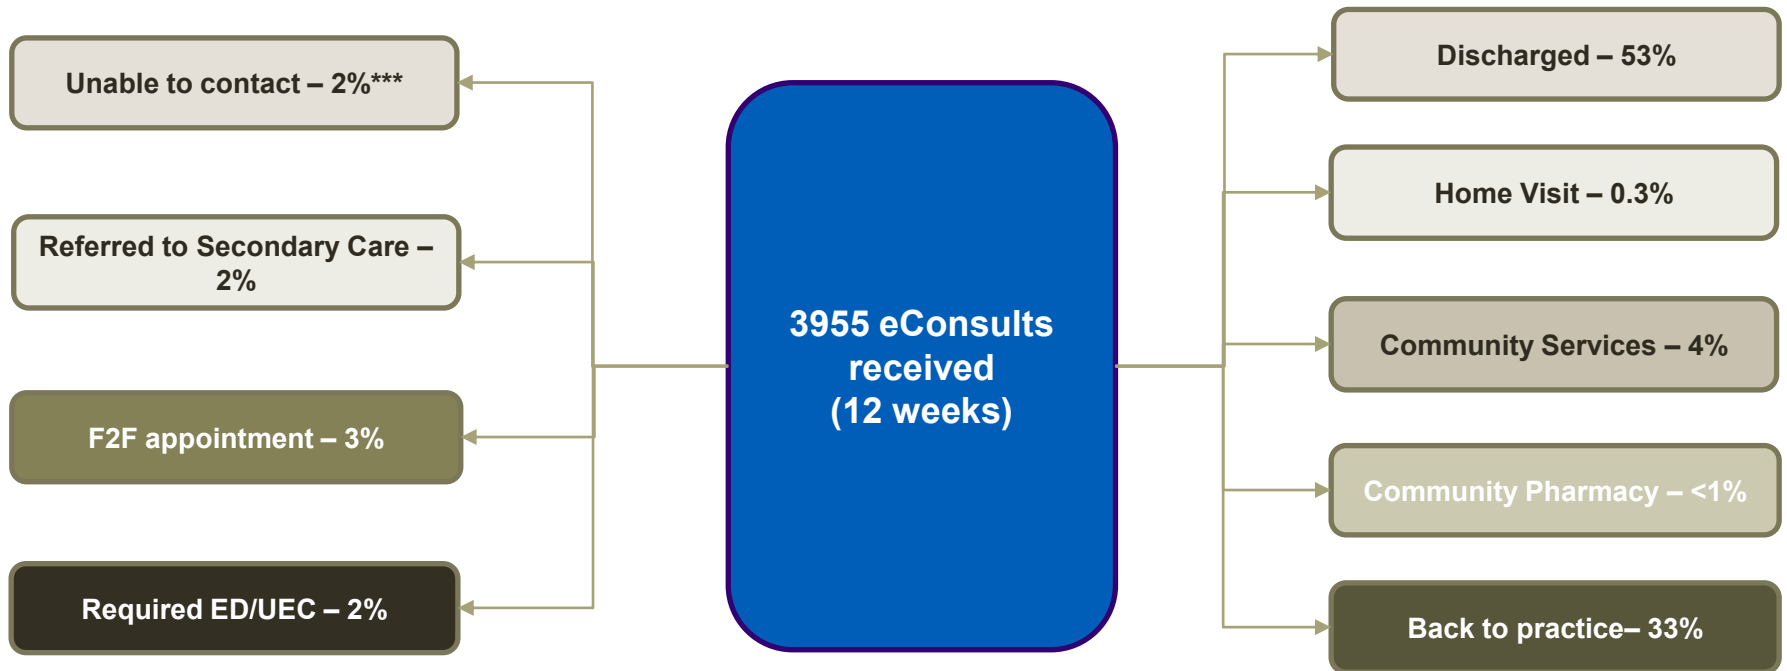 Unable to contact – 2%***
Referred to Secondary Care –
2%
F2F appointment – 3%
Required ED/UEC – 2%
3955 eConsults
received
(12 weeks)
Discharged – 53%
Home Visit – 0.3%
Community Services – 4%
Community Pharmacy – <1%
Back to practice– 33%